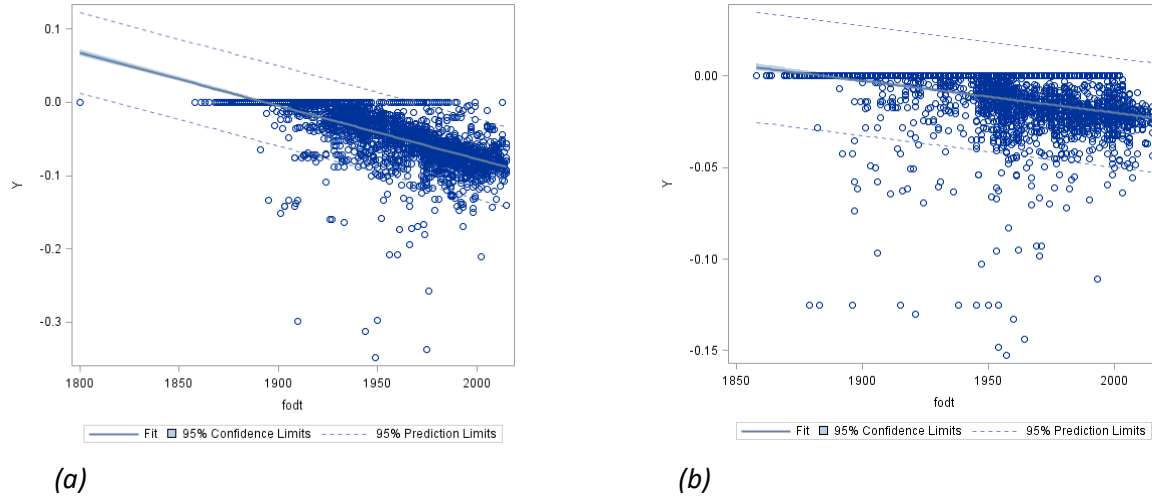 0.1
0.0
-0.1
-0.2
-0.3
Y
1800 1850 1900 1950 2000
fodt
Fit 95% Confidence Limits 95% Prediction Limits
(a)
0.00
-0.05
-0.10
-0.15
Y
1850 1900 1950 2000
fodt
Fit 95% Confidence Limits 95% Prediction Limits
(b)